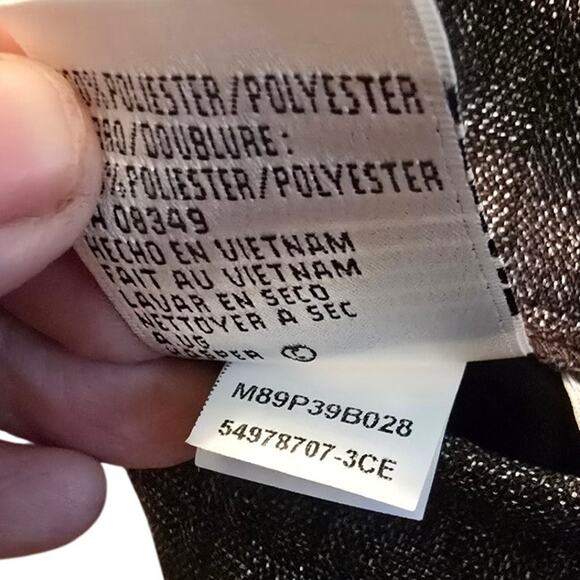 %POLIESTER/POLYESTER
/DOUBLURE:
%POLIESTER/POLYESTER
A 08349
HECHO EN VIETNAM
FAIT AU VIETNAM
LAVAR EN SECO
NETTOYER A SEC
M89P39B028
54978707-3CE